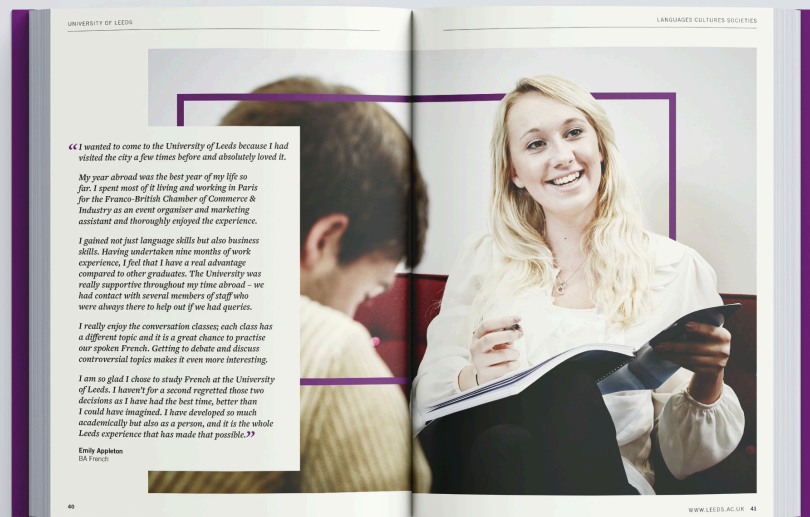 UNIVERSITY OF LEEDS
LANGUAGES CULTURES SOCIETIES
“I wanted to come to the University of Leeds because I had
visited the city a few times before and absolutely loved it.
My year abroad was the best year of my life so
far. I spent most of it living and working in Paris
for the Franco-British Chamber of Commerce &
Industry as an event organiser and marketing
assistant and thoroughly enjoyed the experience.
I gained not just language skills but also business
skills. Having undertaken nine months of work
experience, I feel that I have a real advantage
compared to other graduates. The University was
really supportive throughout my time abroad – we
had contact with several members of staff who
were always there to help out if we had queries.
I really enjoy the conversation classes; each class has
a different topic and it is a great chance to practise
our spoken French. Getting to debate and discuss
controversial topics makes it even more interesting.
I am so glad I chose to study French at the University
of Leeds. I haven't for a second regretted those two
decisions as I have had the best time, better than
I could have imagined. I have developed so much
academically but also as a person, and it is the whole
Leeds experience that has made that possible.”
Emily Appleton
BA French
40
WWW.LEEDS.AC.UK 41